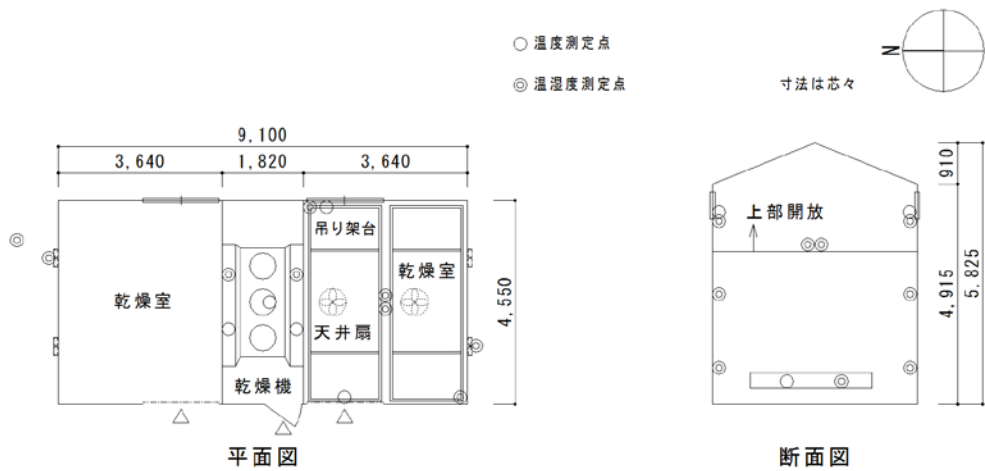 温度測定点
温湿度測定点
寸法は芯々
N
9,100
3,640
1,820
3,640
吊り架台
乾燥室
乾燥室
天井扇
乾燥機
4,550
平面図
910
上部開放
4,915
5,825
断面図